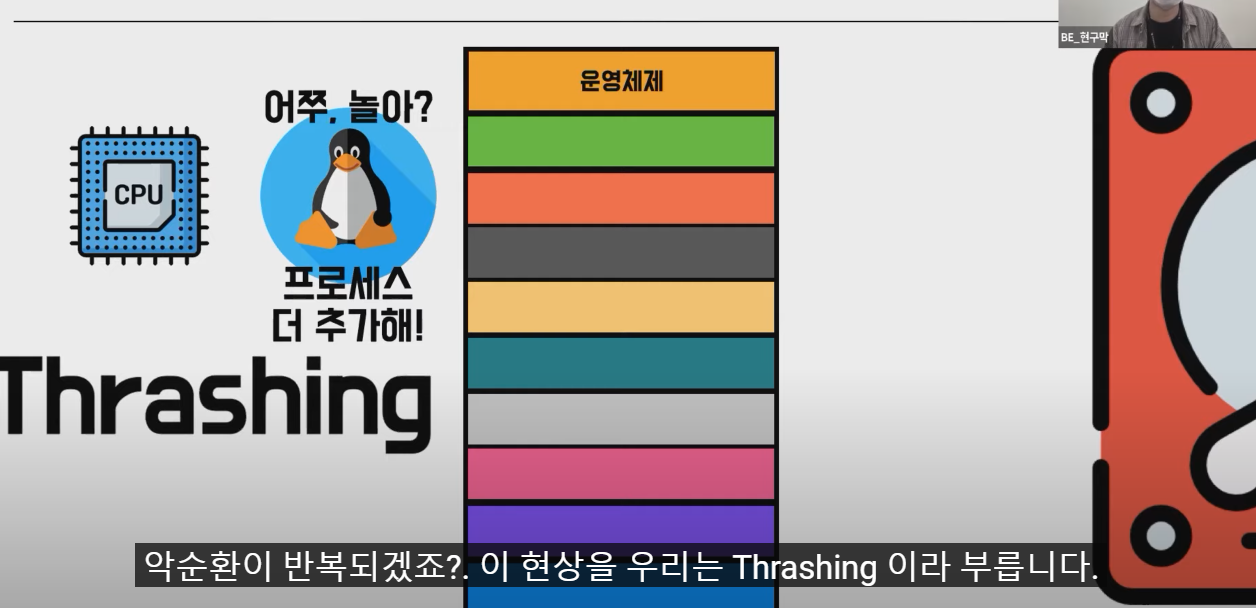 BE_현구막
운영체제
어쭈, 놀아?
CPU
프로세스
더 추가해!
Thrashing
악순환이 반복되겠죠?. 이 현상을 우리는 Thrashing 이라 부릅니다.